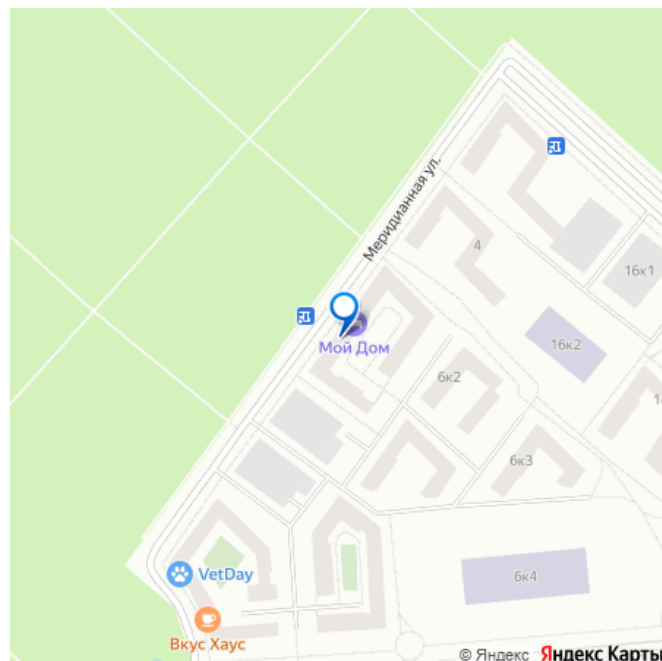 Меридианная ул.
4
16к1
Мой Дом
16к2
6к2
6к3
VetDay
6к4
Вкус Хаус
© Яндекс Яндекс Карты